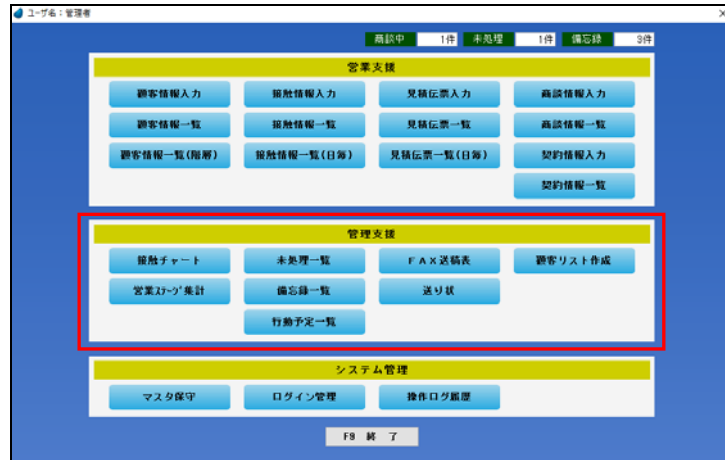 ユーザ名：管理者
商談中 1件 未処理 1件 備忘録 9件
営業支援
顧客情報入力 接触情報入力 見積伝票入力 商談情報入力
顧客情報一覧 接触情報一覧 見積伝票一覧 商談情報一覧
顧客情報一覧(階層) 接触情報一覧(日毎) 見積伝票一覧(日毎) 契約情報入力
契約情報一覧
管理支援
接触チャート 未処理一覧 ＦＡＸ送稿表 顧客リスト作成
営業ｽﾃｰｼﾞ集計 備忘録一覧 送り状
行動予定一覧
システム管理
マスタ保守 ログイン管理 操作ログ履歴
F9 終 了